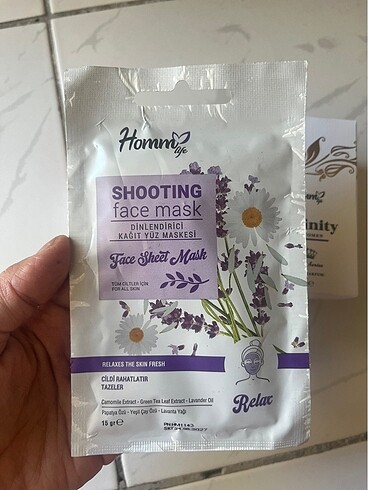 Homm
life
SHOOTING
face mask
DİNLENDİRİCİ
KAĞIT YÜZ MASKESİ
Face Sheet Mask
TÜM CİLTLER İÇİN
FOR ALL SKIN
RELAXES THE SKIN FRESH
CİLDİ RAHATLATIR
TAZELER
Camomile Extract - Green Tea Leaf Extract - Lavander Oil
Papatya Özü - Yeşil Çay Özü - Lavanta Yağı
15 gr ℮
Relax